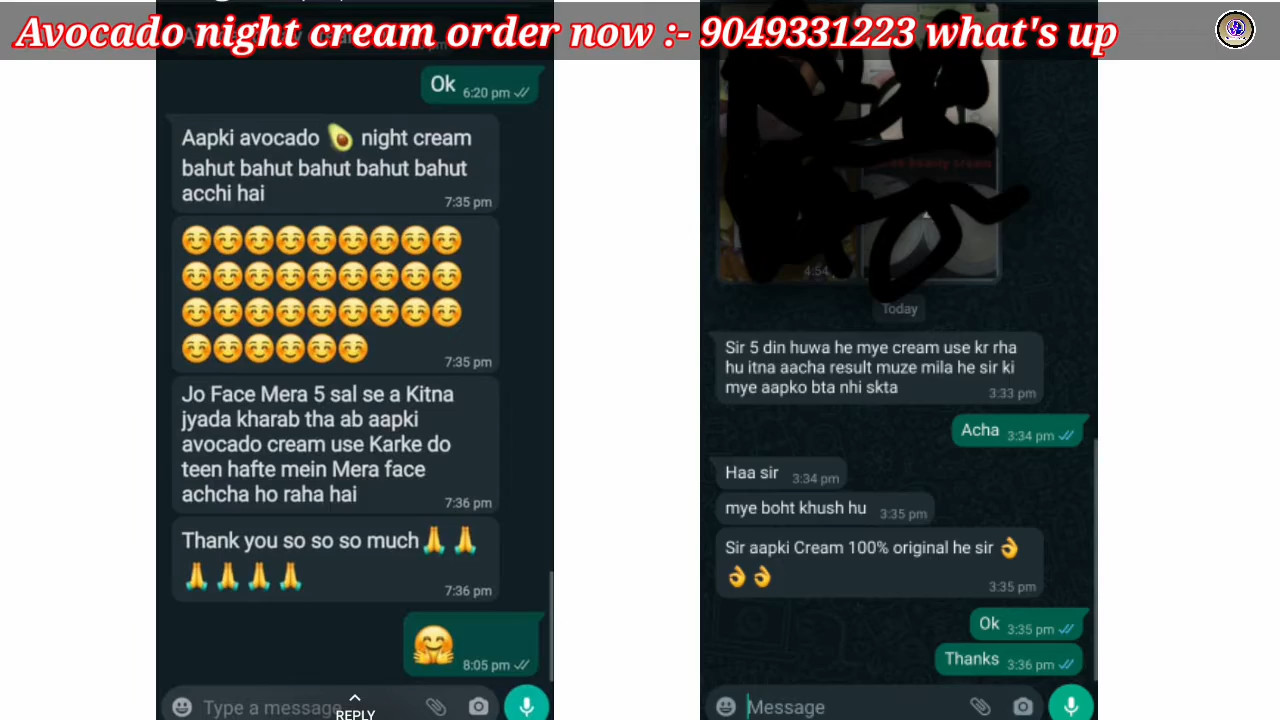 Avocado night cream order now :- 9049331223 what's up
Ok
6:20 pm
Aapki avocado 🥑 night cream
bahut bahut bahut bahut bahut
acchi hai
7:35 pm
☺️☺️☺️☺️☺️☺️☺️☺️☺️
☺️☺️☺️☺️☺️☺️☺️☺️☺️
☺️☺️☺️☺️☺️☺️☺️☺️☺️
☺️☺️☺️☺️☺️☺️
7:35 pm
Jo Face Mera 5 sal se a Kitna
jyada kharab tha ab aapki
avocado cream use Karke do
teen hafte mein Mera face
achcha ho raha hai
7:36 pm
Thank you so so so much🙏 🙏
🙏🙏🙏🙏
7:36 pm
🤗
8:05 pm
Type a message
REPLY
beauty cream
4:54
Today
Sir 5 din huwa he mye cream use kr rha
hu itna aacha result muze mila he sir ki
mye aapko bta nhi skta
3:33 pm
Acha
3:34 pm
Haa sir
3:34 pm
mye boht khush hu
3:35 pm
Sir aapki Cream 100% original he sir 👌
👌👌
3:35 pm
Ok
3:35 pm
Thanks
3:36 pm
Message